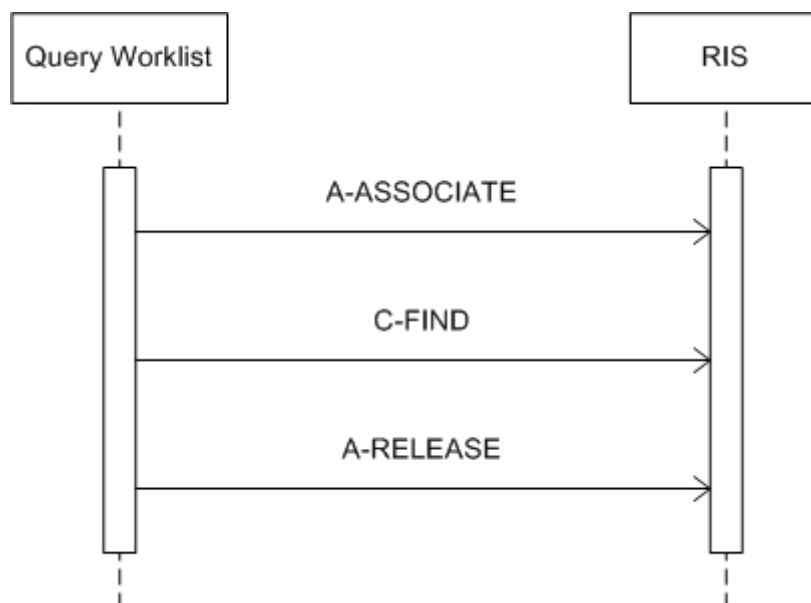 Query Worklist
RIS
A-ASSOCIATE
C-FIND
A-RELEASE